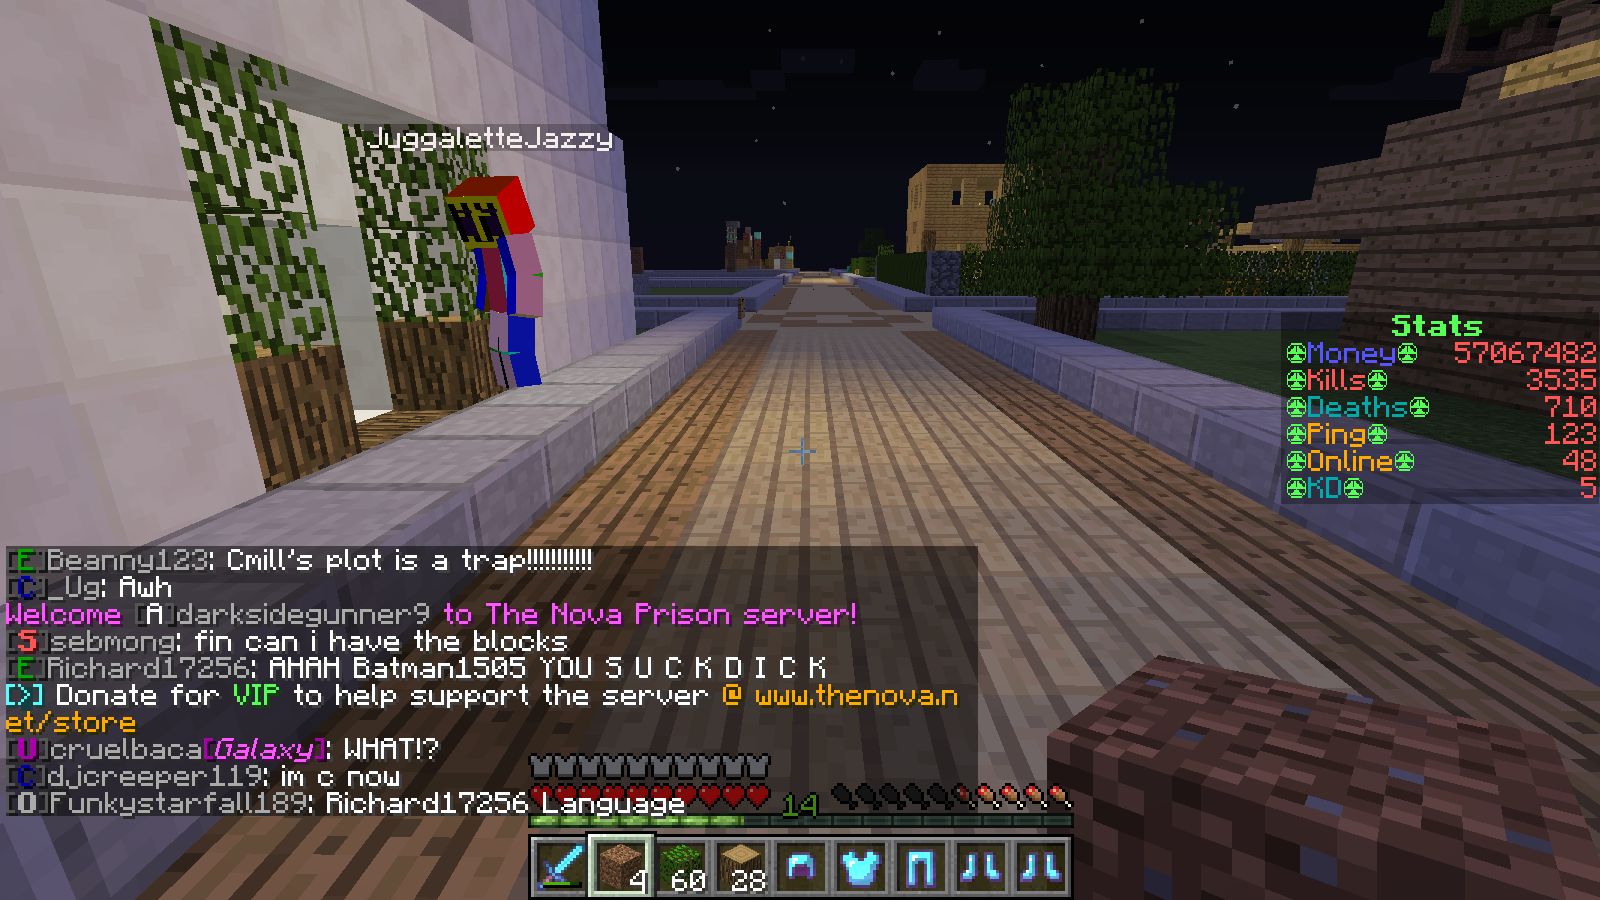 JuggaletteJazzy
Stats
Money 57067482
Kills 3535
Deaths 710
Ping 123
Online 48
KD 5
[E]Beanny123: Cmill's plot is a trap!!!!!!!!!!
[C]_Ug: Awh
Welcome [A]darksidegunner9 to The Nova Prison server!
[S]sebmong: fin can i have the blocks
[E]Richard17256: AHAH Batman1505 YOU S U C K D I C K
[>] Donate for VIP to help support the server @ www.thenova.n
et/store
[U]cruelbaca[Galaxy]: WHAT!?
[C]djcreeper119: im c now
[O]Funkystarfall189: Richard17256 Language
14
4 60 28